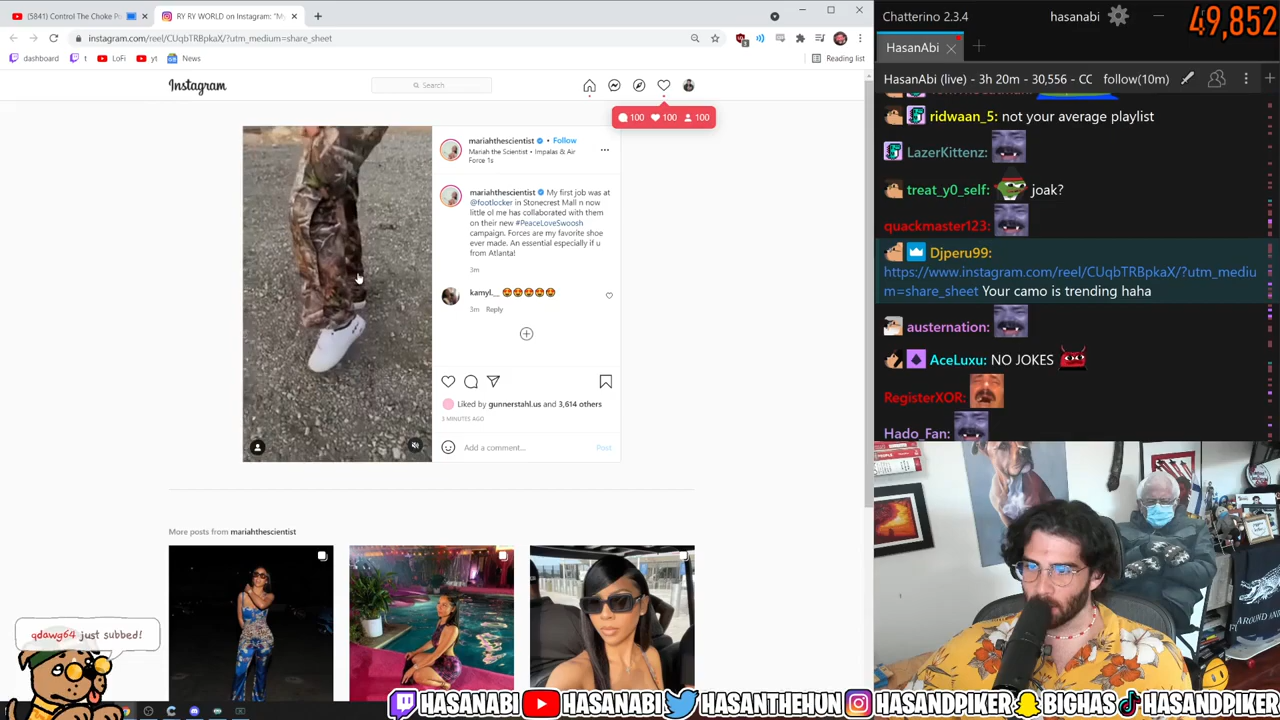 (5841) Control The Choke P
RY RY WORLD on Instagram: "M
instagram.com/reel/CUqbTRBpkaX/?utm_medium=share_sheet
dashboard
t
LoFi
yt
News
Reading list
Instagram
Search
100 100 100
mariahthescientist • Follow
Mariah the Scientist • Impalas & Air
Force 1s
mariahthescientist My first job was at
@footlocker in Stonecrest Mall n now
little ol me has collaborated with them
on their new #PeaceLoveSwoosh
campaign. Forces are my favorite shoe
ever made. An essential especially if u
from Atlanta!
3m
kamyl.__ 😍😍😍😍😍
3m Reply
Liked by gunnerstahl.us and 3,614 others
3 MINUTES AGO
Add a comment...
Post
More posts from mariahthescientist
qdawg64 just subbed!
Chatterino 2.3.4
hasanabi
49,852
HasanAbi
HasanAbi (live) - 3h 20m - 30,556 - CC follow(10m)
ridwaan_5: not your average playlist
LazerKittenz:
treat_y0_self: joak?
quackmaster123:
Djperu99:
https://www.instagram.com/reel/CUqbTRBpkaX/?utm_mediu
m=share_sheet Your camo is trending haha
austernation:
AceLuxu: NO JOKES
RegisterXOR:
Hado_Fan:
HASANABI HASANABI HASANTHEHUN HASANDPIKER BIGHAS HASANDPIKER